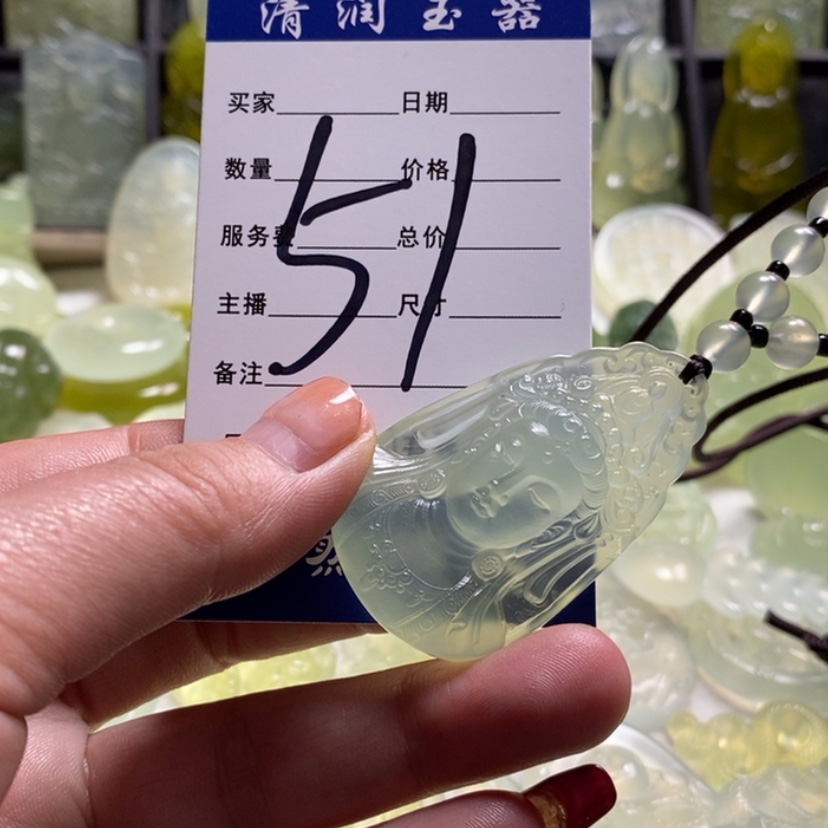 清润玉器
买家 日期
数量 价格
服务费 总价
主播 尺寸
备注
51